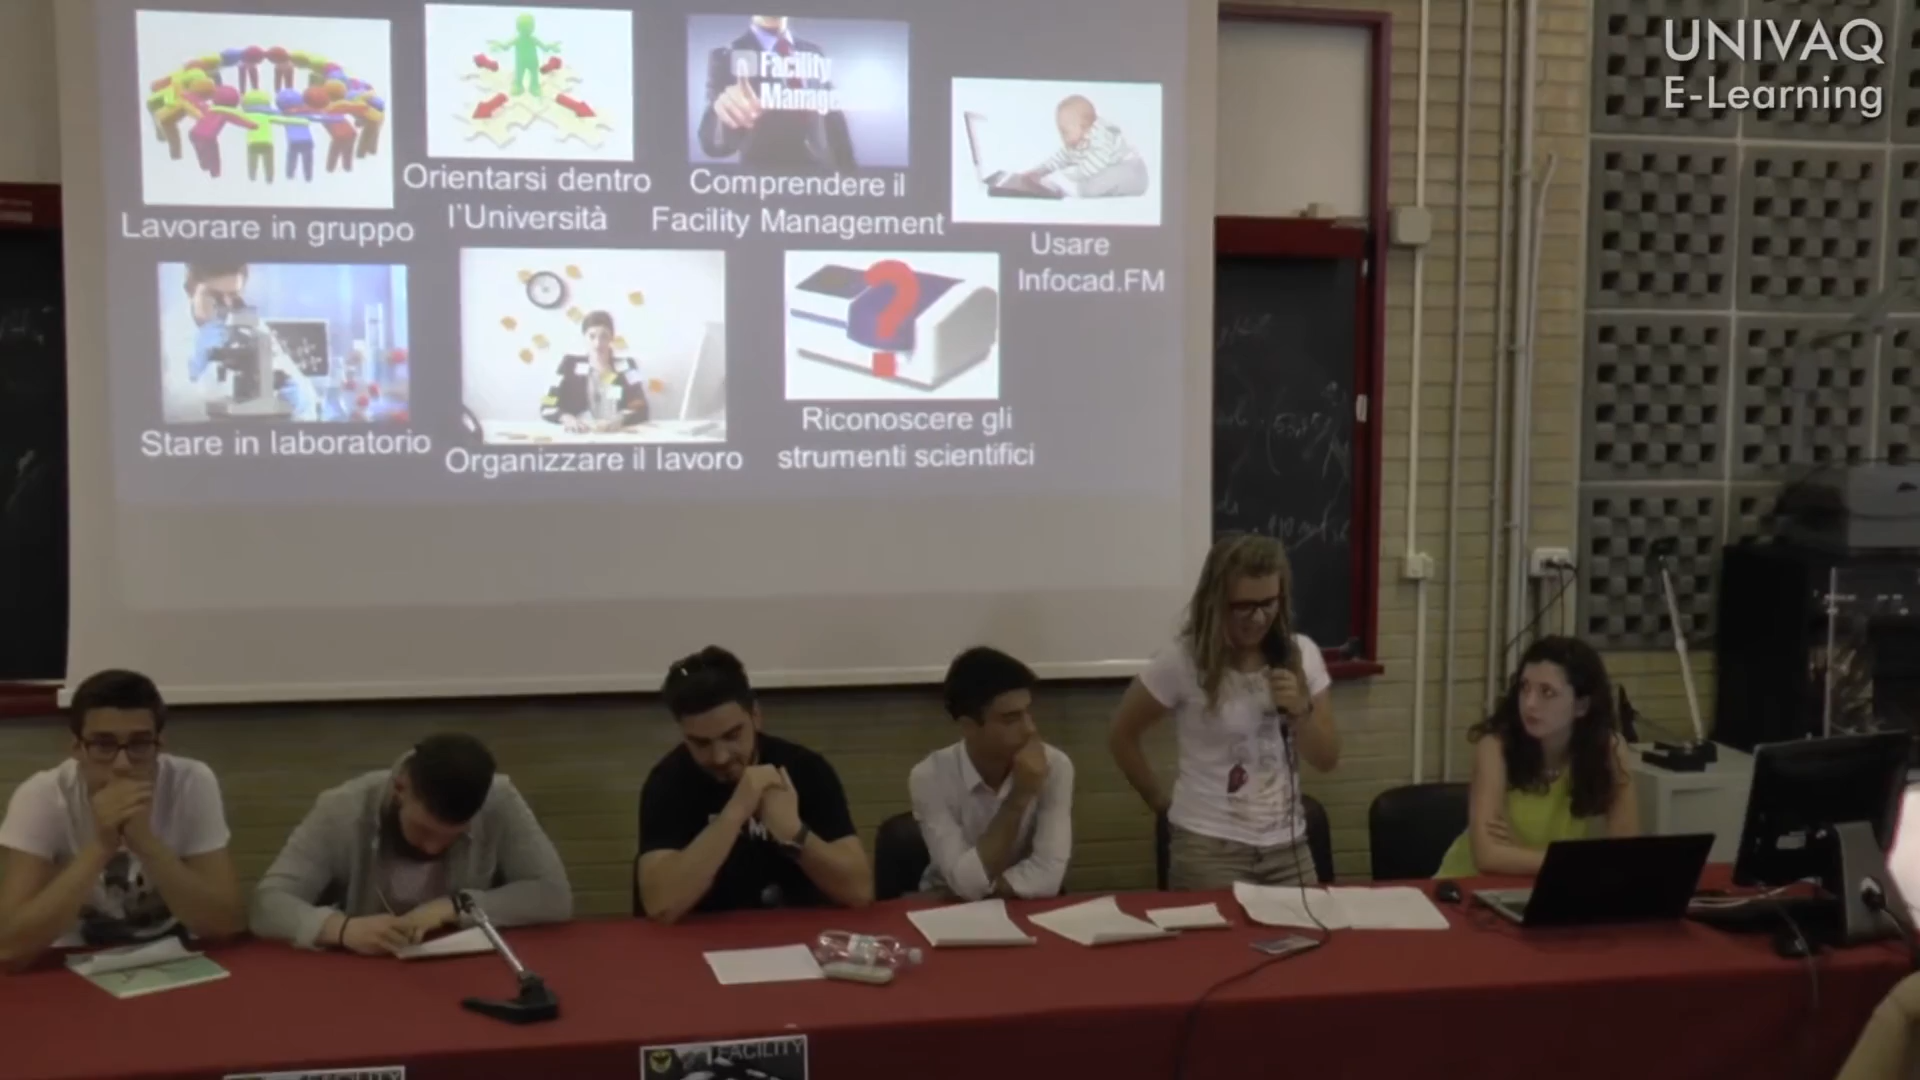 UNIVAQ
E-Learning
Facility
Manage
Lavorare in gruppo
Orientarsi dentro
l'Università
Comprendere il
Facility Management
Usare
Infocad.FM
Stare in laboratorio
Organizzare il lavoro
?
Riconoscere gli
strumenti scientifici
FACILITY
FACILITY